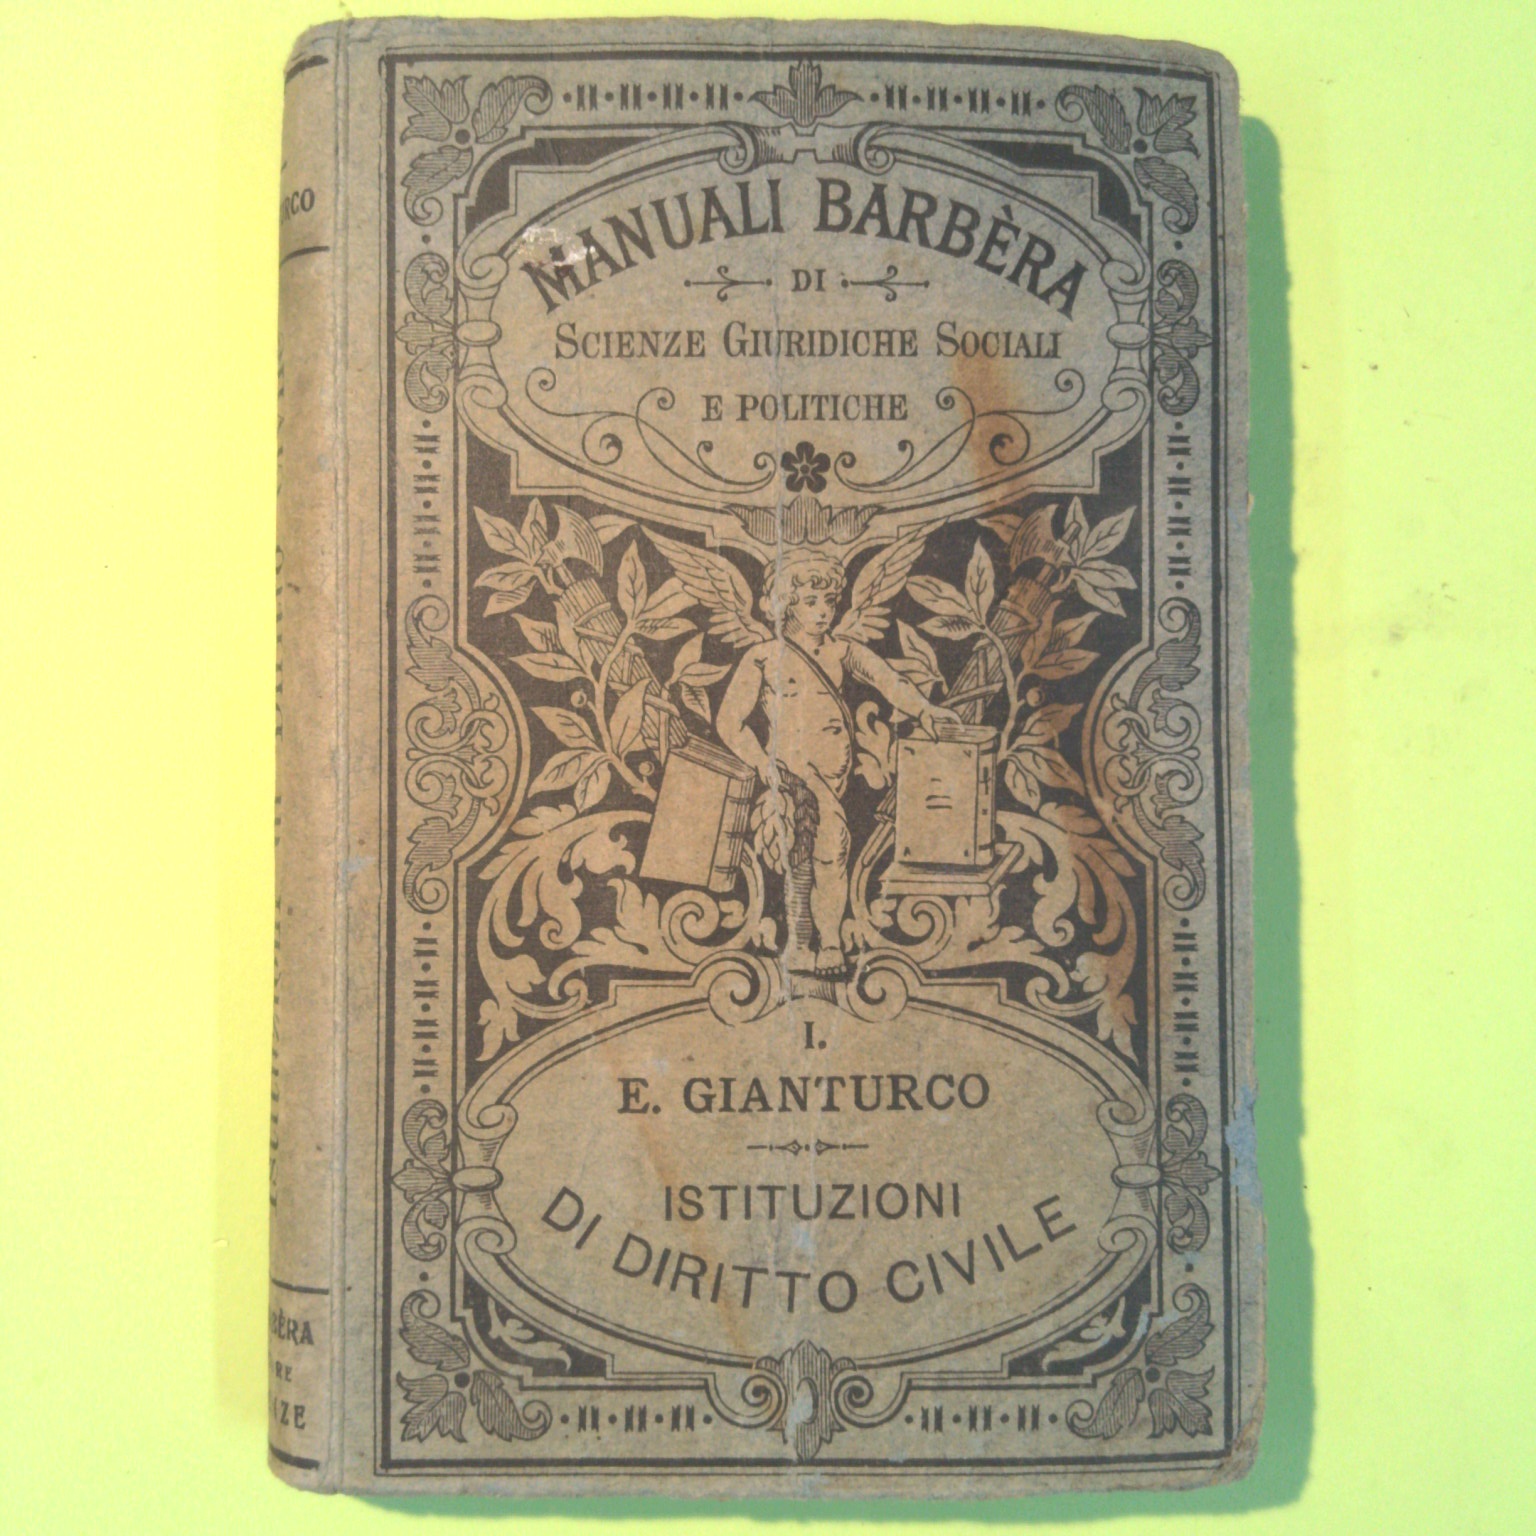 MANUALI BARBÈRA
DI
SCIENZE GIURIDICHE SOCIALI
E POLITICHE
I.
E. GIANTURCO
ISTITUZIONI
DI DIRITTO CIVILE